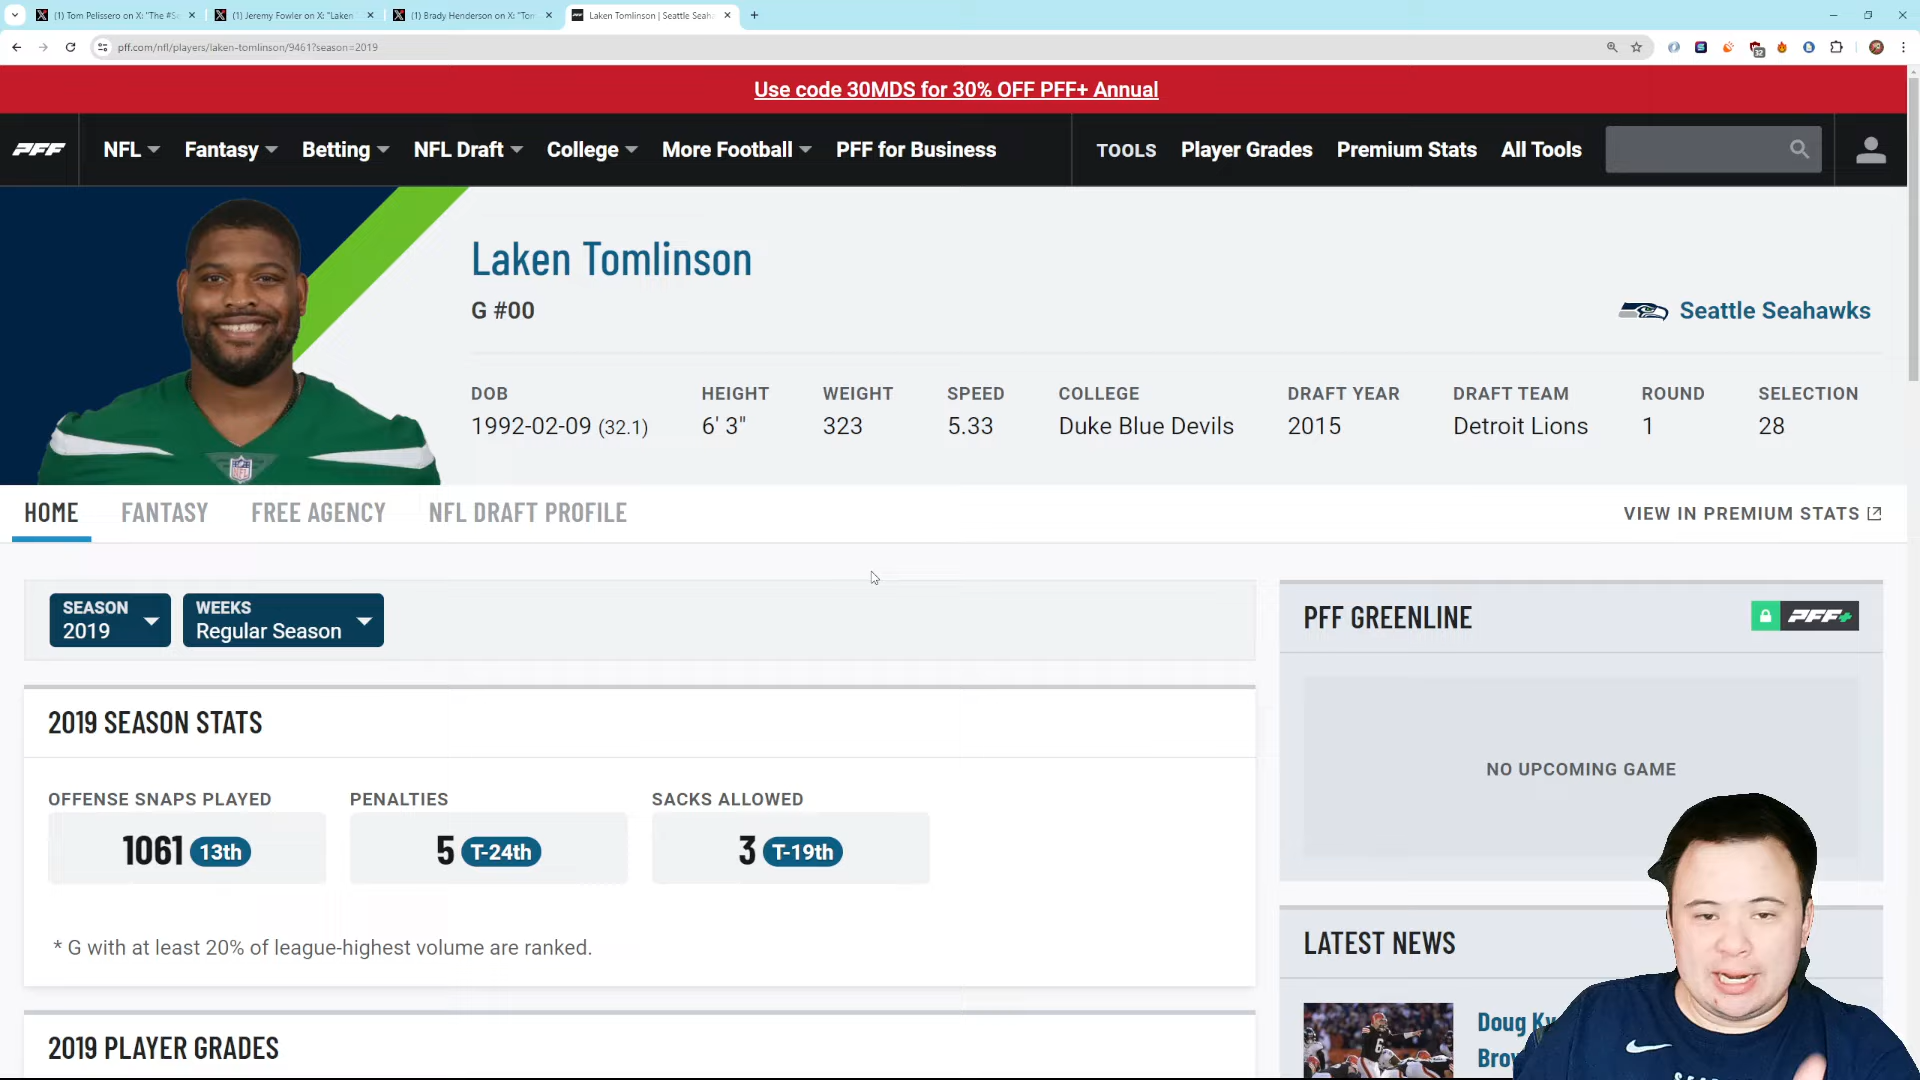 (1) Tom Pelissero on X: "The #Se
(1) Jeremy Fowler on X: "Laken
(1) Brady Henderson on X: "Tom
Laken Tomlinson | Seattle Seah
pff.com/nfl/players/laken-tomlinson/9461?season=2019
32
Use code 30MDS for 30% OFF PFF+ Annual
PFF
NFL
Fantasy
Betting
NFL Draft
College
More Football
PFF for Business
TOOLS
Player Grades
Premium Stats
All Tools
Laken Tomlinson
G #00
Seattle Seahawks
DOB
HEIGHT
WEIGHT
SPEED
COLLEGE
DRAFT YEAR
DRAFT TEAM
ROUND
SELECTION
1992-02-09 (32.1)
6' 3"
323
5.33
Duke Blue Devils
2015
Detroit Lions
1
28
HOME
FANTASY
FREE AGENCY
NFL DRAFT PROFILE
VIEW IN PREMIUM STATS
SEASON
2019
WEEKS
Regular Season
PFF GREENLINE
PFF+
2019 SEASON STATS
OFFENSE SNAPS PLAYED
PENALTIES
SACKS ALLOWED
1061 13th
5 T-24th
3 T-19th
NO UPCOMING GAME
* G with at least 20% of league-highest volume are ranked.
LATEST NEWS
Doug Ky
Brow
2019 PLAYER GRADES